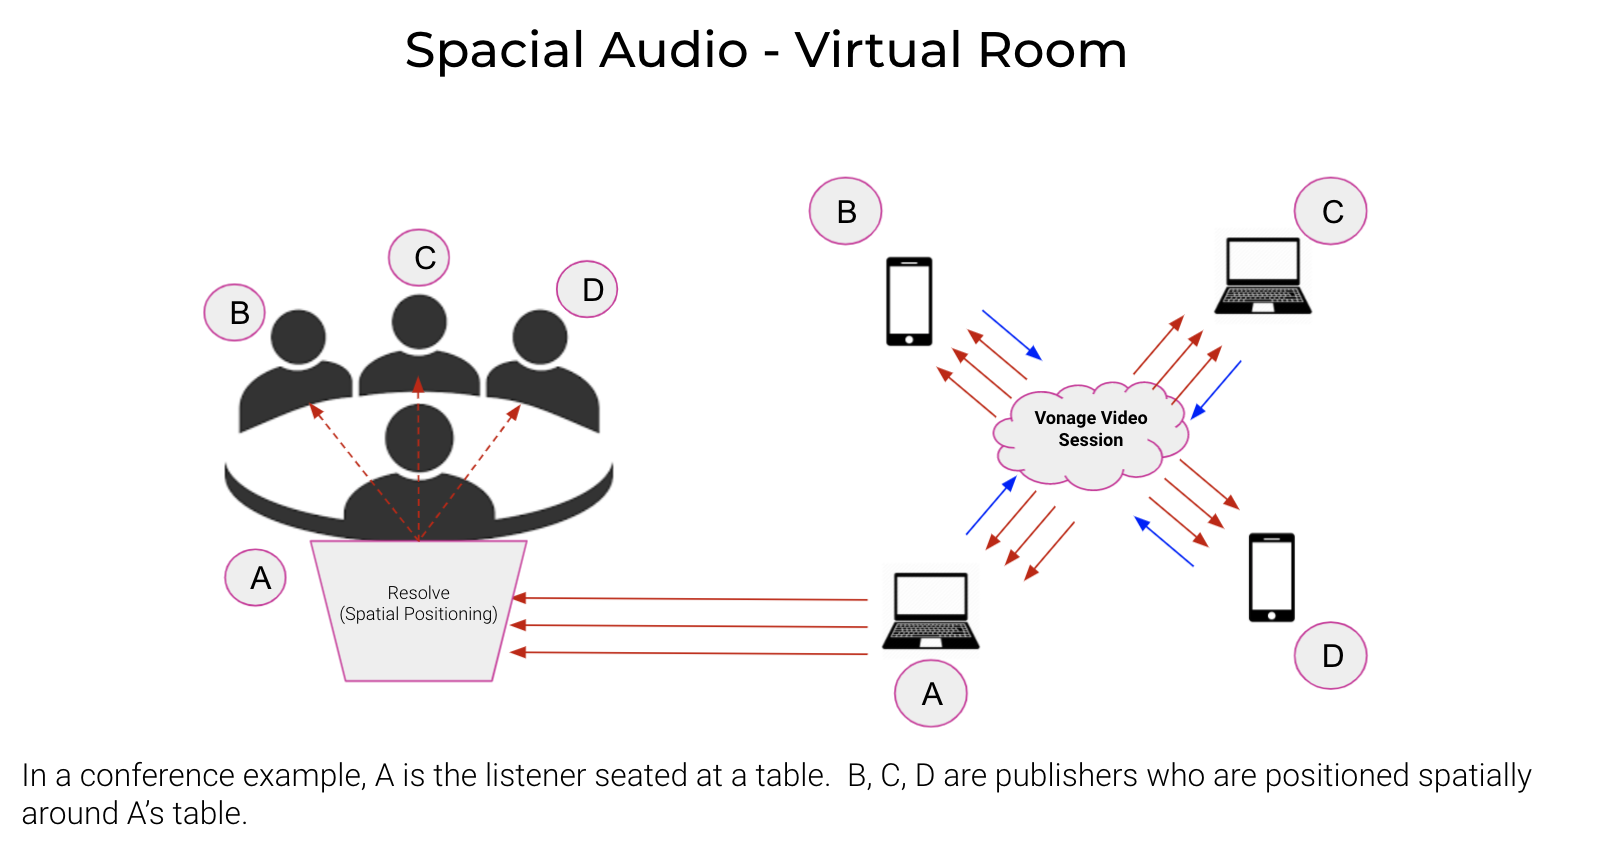 Spacial Audio - Virtual Room
B
C
D
A
Resolve
(Spatial Positioning)
B
C
Vonage Video
Session
A
D
In a conference example, A is the listener seated at a table.  B, C, D are publishers who are positioned spatially
around A’s table.